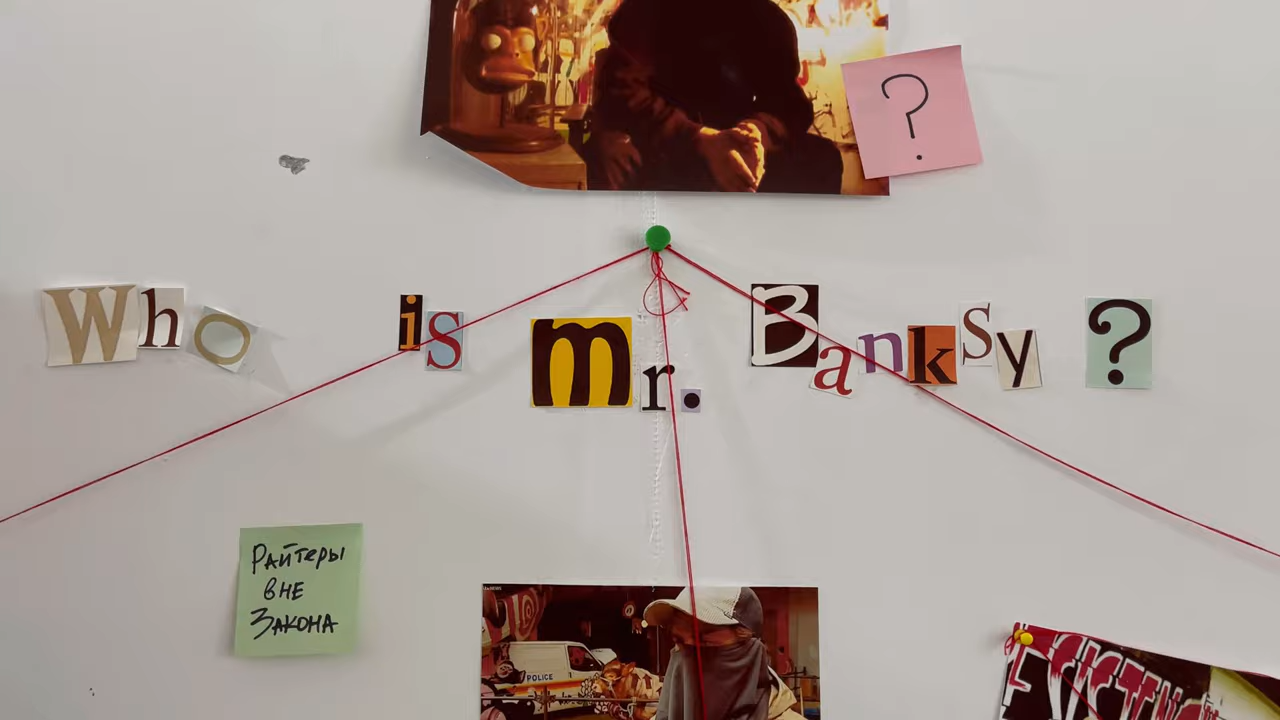 ?
Who is mr. Banksy ?
Райтеры
вне
Закона
POLICE